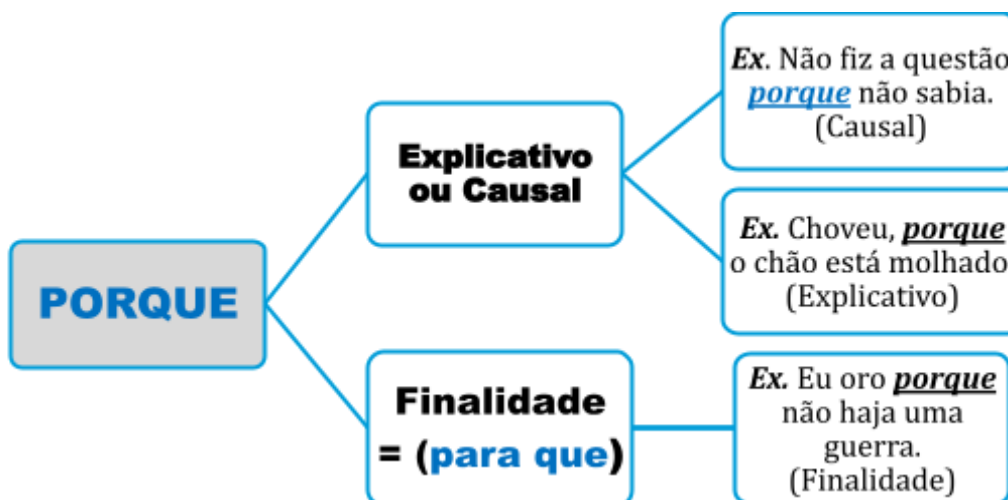 PORQUE
Explicativo
ou Causal
Ex. Não fiz a questão
porque não sabia.
(Causal)
Ex. Choveu, porque
o chão está molhado
(Explicativo)
Finalidade
= (para que)
Ex. Eu oro porque
não haja uma
guerra.
(Finalidade)